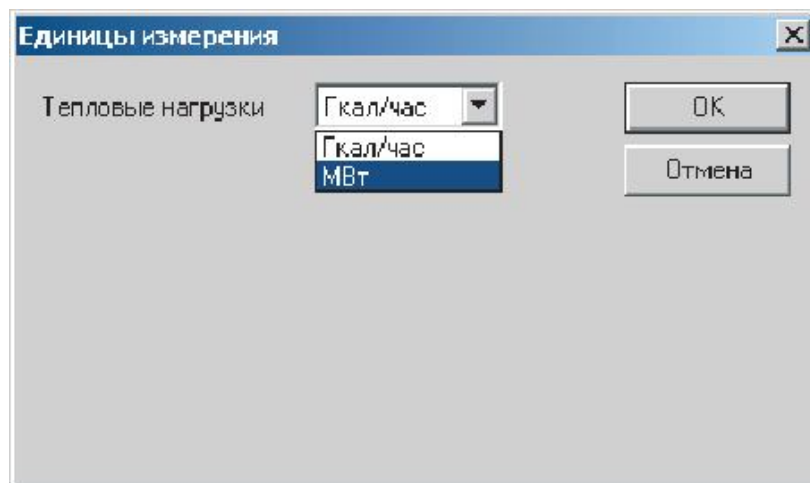 Единицы измерения
Тепловые нагрузки
Гкал/час
Гкал/час
МВт
OK
Отмена